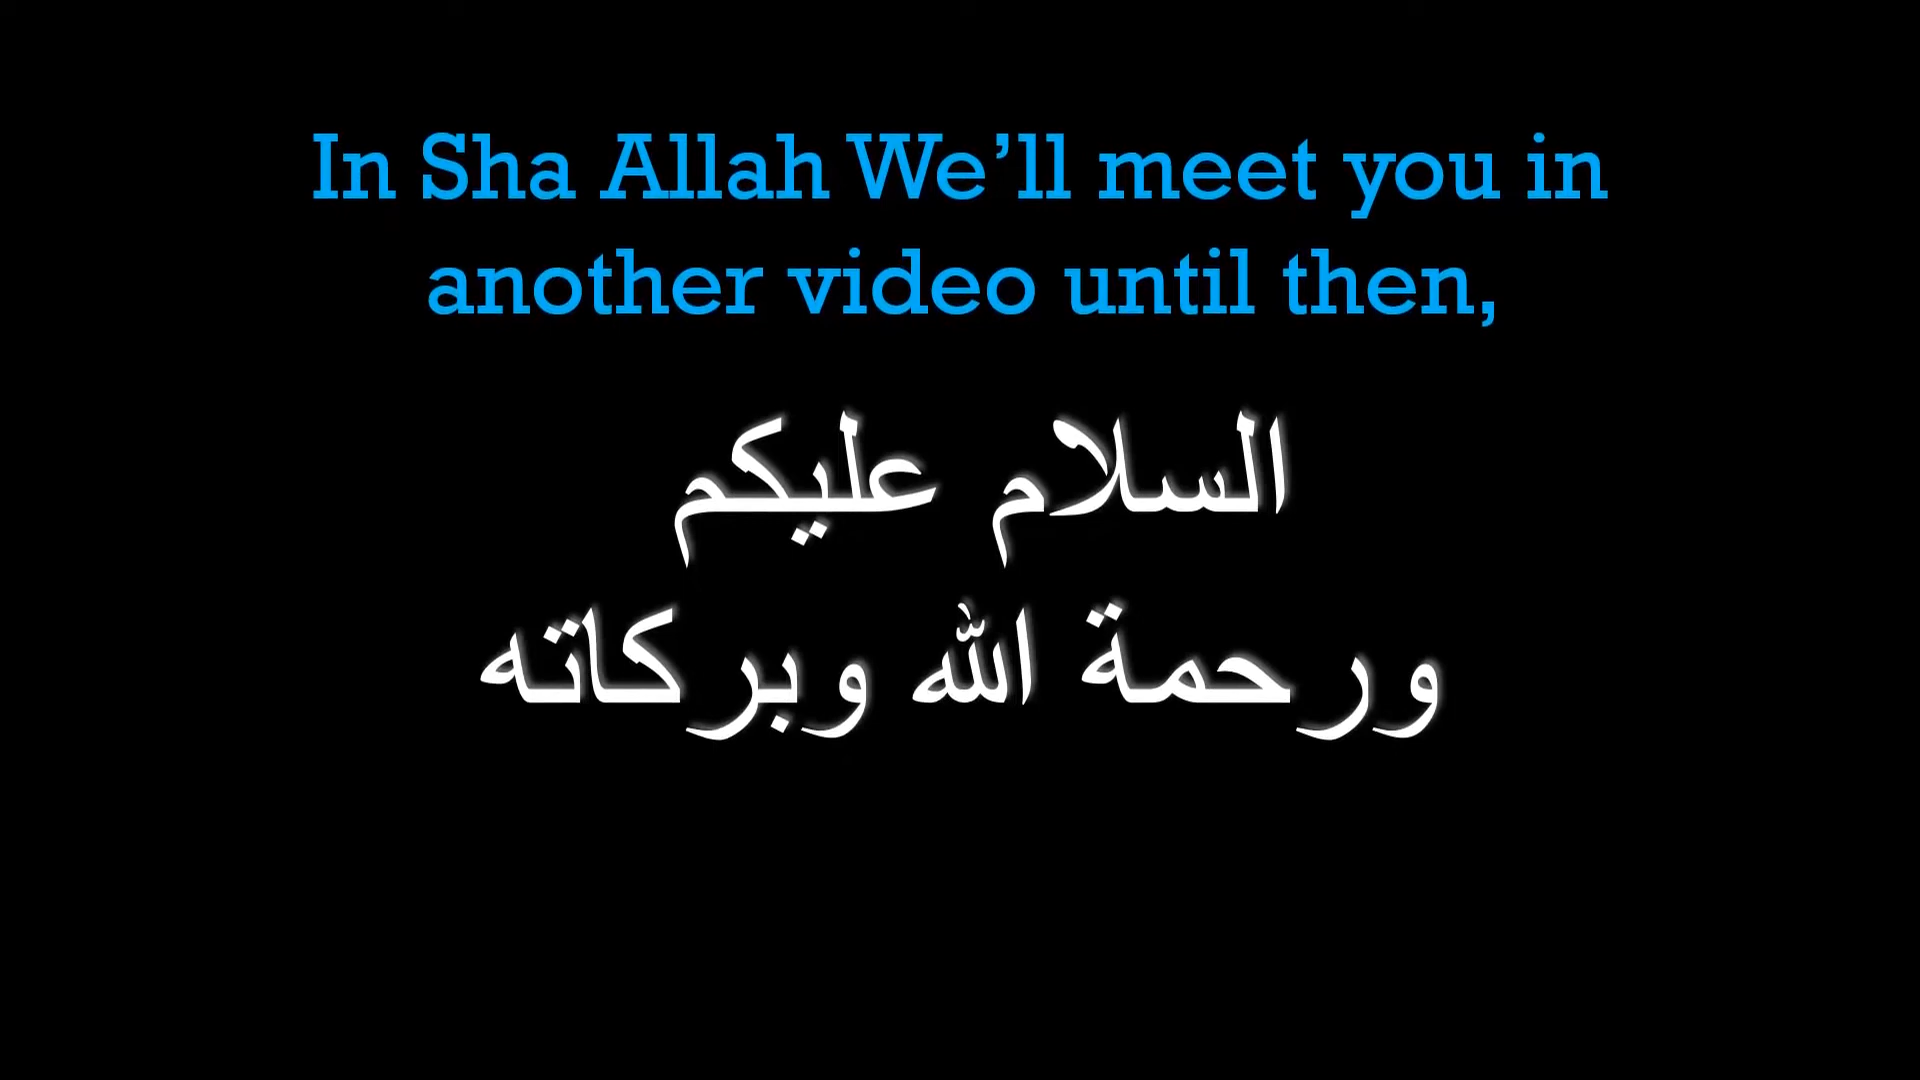 In Sha Allah We’ll meet you in
another video until then,
السلام عليكم
ورحمة الله وبركاته